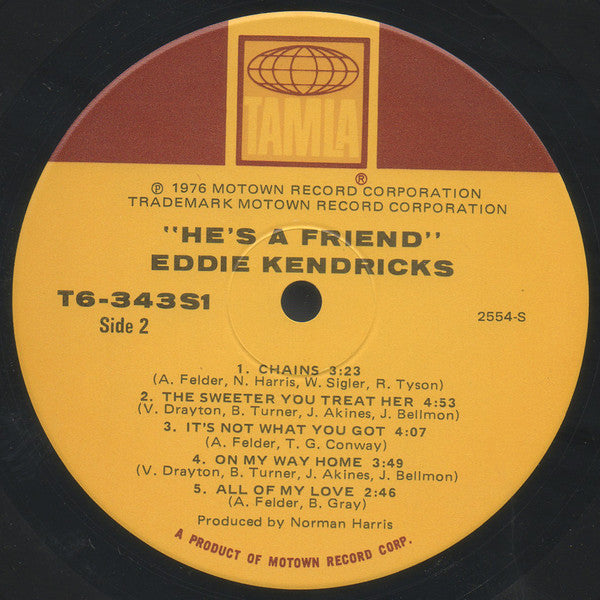 TAMLA
®
℗ 1976 MOTOWN RECORD CORPORATION
TRADEMARK MOTOWN RECORD CORPORATION
"HE'S A FRIEND"
EDDIE KENDRICKS
T6-343S1
Side 2
2554-S
1. CHAINS 3:23
(A. Felder, N. Harris, W. Sigler, R. Tyson)
2. THE SWEETER YOU TREAT HER 4:53
(V. Drayton, B. Turner, J. Akines, J. Bellmon)
3. IT'S NOT WHAT YOU GOT 4:07
(A. Felder, T. G. Conway)
4. ON MY WAY HOME 3:49
(V. Drayton, B. Turner, J. Akines, J. Bellmon)
5. ALL OF MY LOVE 2:46
(A. Felder, B. Gray)
Produced by Norman Harris
A PRODUCT OF MOTOWN RECORD CORP.